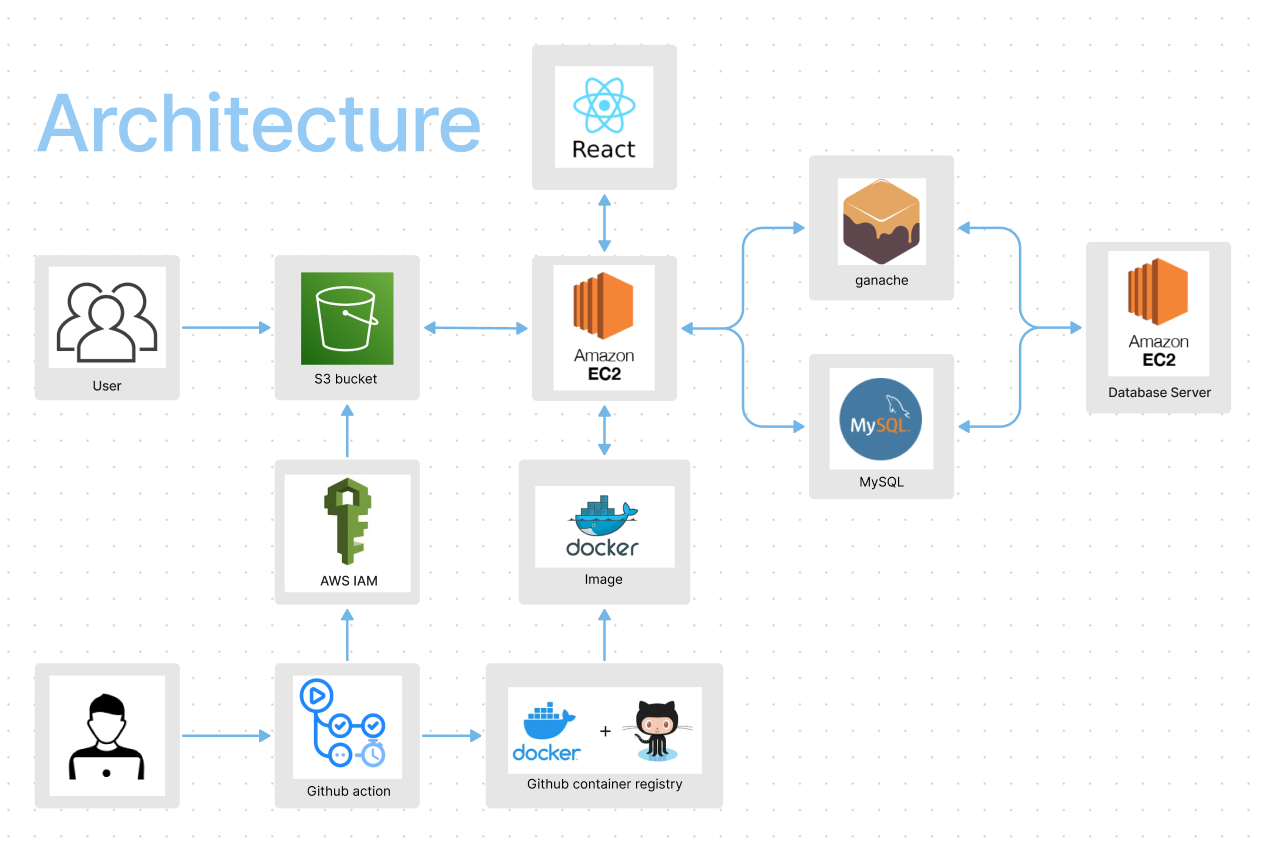 Architecture
React
User
S3 bucket
Amazon
EC2
ganache
MySQL
MySQL
Amazon
EC2
Database Server
AWS IAM
docker
Image
Github action
docker
+
Github container registry